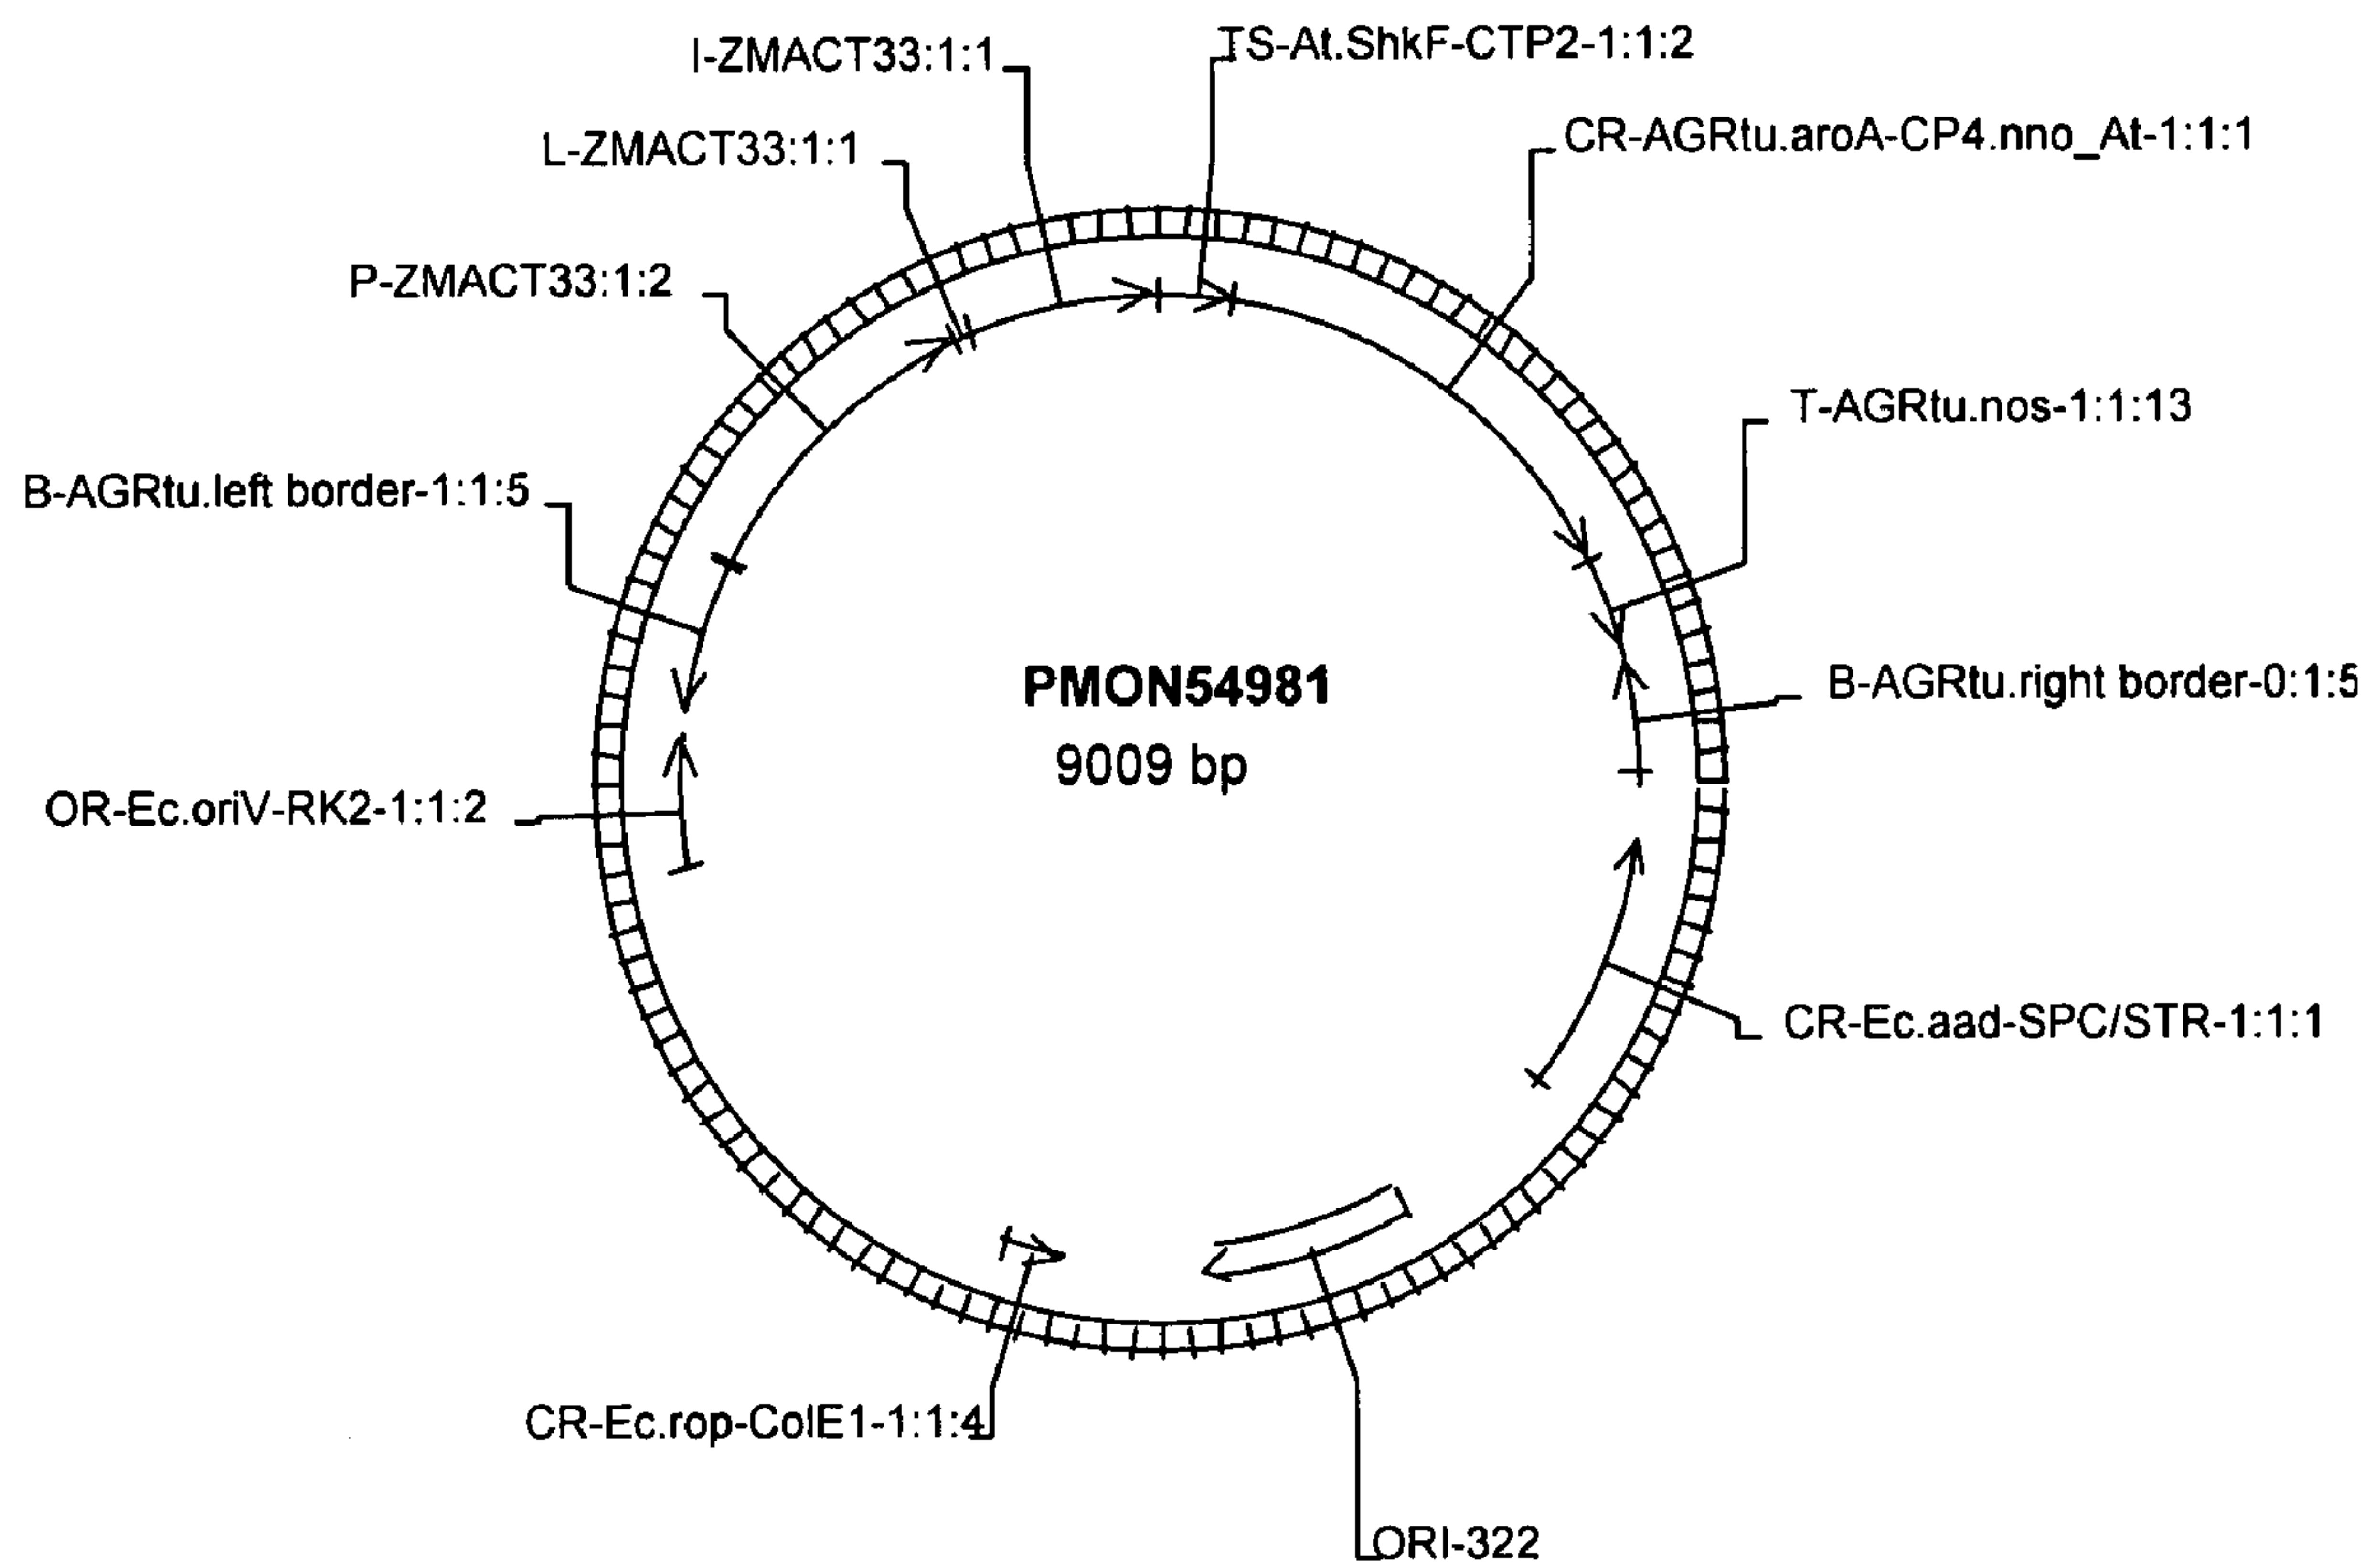 TS-At.ShkF-CTP2-1:1:2
I-ZMACT33:1:1
CR-AGRtu.aroA-CP4.nno_At-1:1:1
L-ZMACT33:1:1
P-ZMACT33:1:2
T-AGRtu.nos-1:1:13
B-AGRtu.left border-1:1:5
PMON54981
B-AGRtu.right border-0:1:5
9009 bp
OR-Ec.oriV-RK2-1:1:2
CR-Ec.aad-SPC/STR-1:1:1
CR-Ec.rop-ColE1-1:1:4
ORI-322